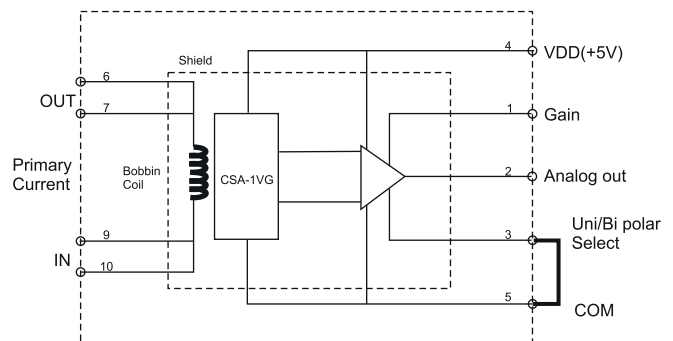 Shield
4
VDD(+5V)
6
OUT
7
1
Gain
Primary
Current
Bobbin
Coil
CSA-1VG
2
Analog out
9
IN
10
3
Uni/Bi polar
Select
5
COM